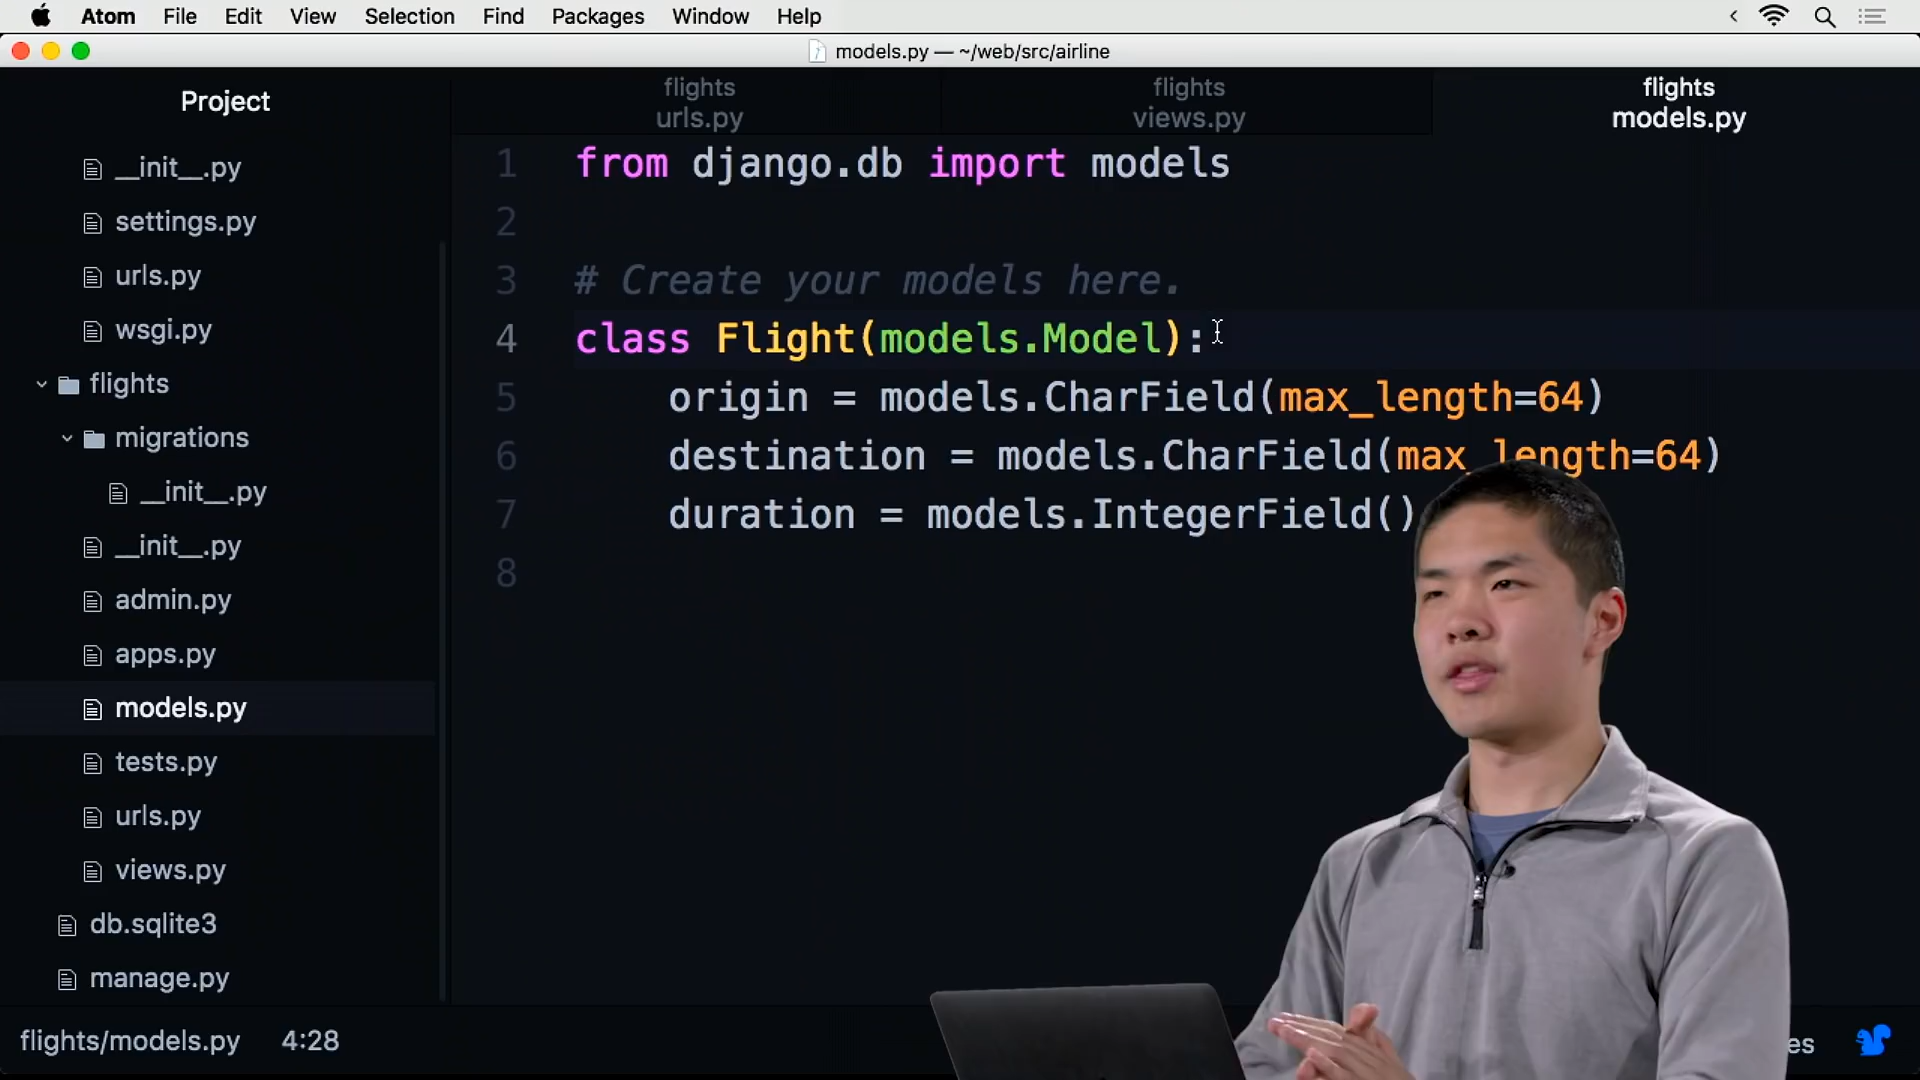 Atom File Edit View Selection Find Packages Window Help
models.py — ~/web/src/airline
Project
__init__.py
settings.py
urls.py
wsgi.py
flights
migrations
__init__.py
__init__.py
admin.py
apps.py
models.py
tests.py
urls.py
views.py
db.sqlite3
manage.py
flights
urls.py
flights
views.py
flights
models.py
1 from django.db import models
2
3 # Create your models here.
4 class Flight(models.Model):
5 origin = models.CharField(max_length=64)
6 destination = models.CharField(max_length=64)
7 duration = models.IntegerField()
8
flights/models.py 4:28